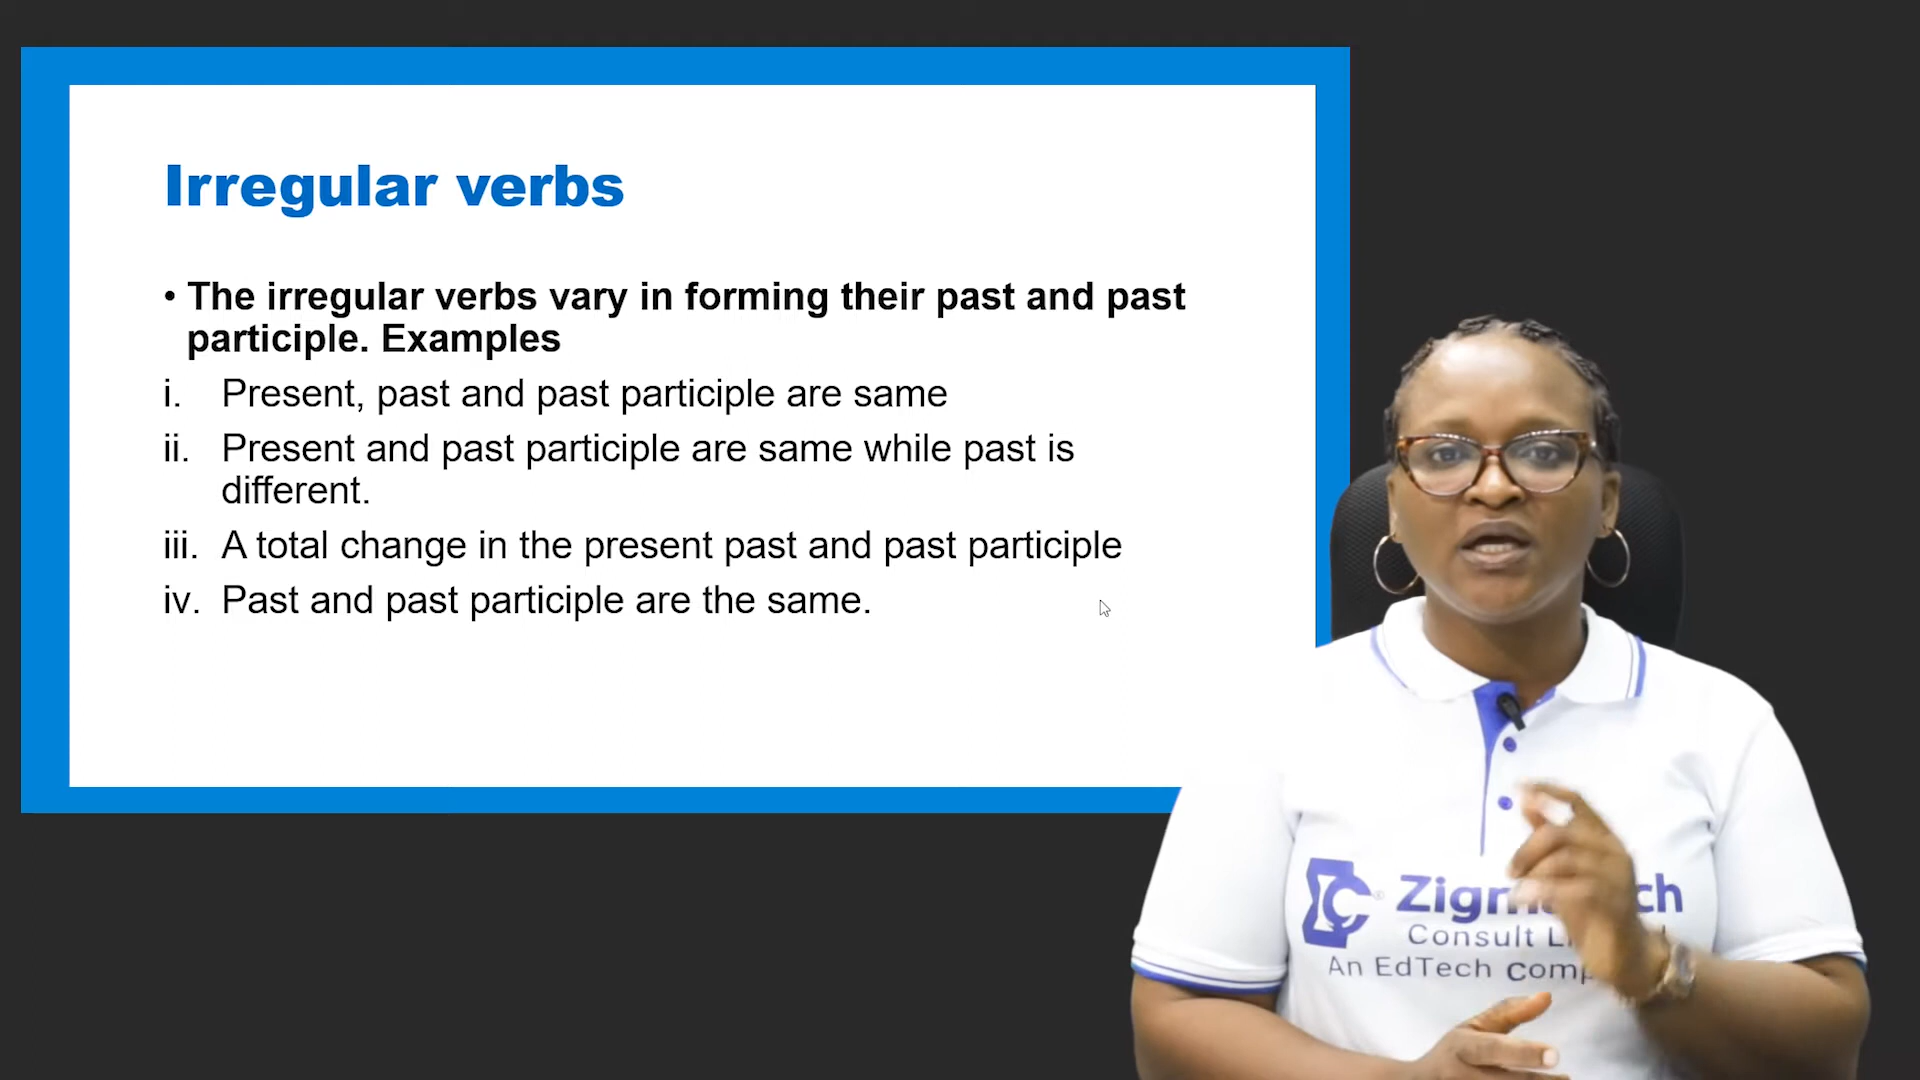 Irregular verbs
• The irregular verbs vary in forming their past and past
participle. Examples
i. Present, past and past participle are same
ii. Present and past participle are same while past is
different.
iii. A total change in the present past and past participle
iv. Past and past participle are the same.
Consult
An EdTech